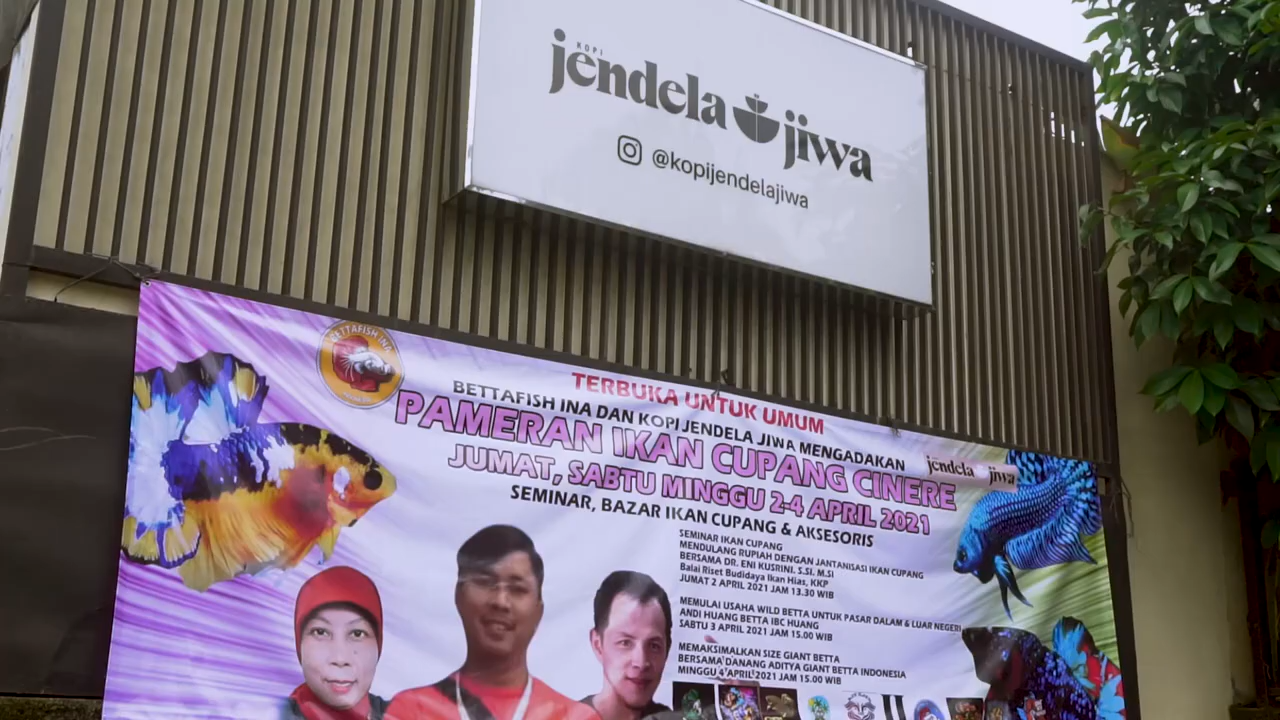 KOPI
jendela jiwa
@kopijendelajiwa
BETTAFISH INA
TERBUKA UNTUK UMUM
BETTAFISH INA DAN KOPI JENDELA JIWA MENGADAKAN
PAMERAN IKAN CUPANG CINERE
jendela jiwa
JUMAT, SABTU MINGGU 2-4 APRIL 2021
SEMINAR, BAZAR IKAN CUPANG & AKSESORIS
SEMINAR IKAN CUPANG
MENDULANG RUPIAH DENGAN JANTANISASI IKAN CUPANG
BERSAMA DR. ENI KUSRINI. S.SI. M.SI
Balai Riset Budidaya Ikan Hias, KKP
JUMAT 2 APRIL 2021 JAM 13.30 WIB
MEMULAI USAHA WILD BETTA UNTUK PASAR DALAM & LUAR NEGERI
ANDI HUANG BETTA IBC HUANG
SABTU 3 APRIL 2021 JAM 15.00 WIB
MEMAKSIMALKAN SIZE GIANT BETTA
BERSAMA DANANG ADITYA GIANT BETTA INDONESIA
MINGGU 4 APRIL 2021 JAM 15.00 WIB